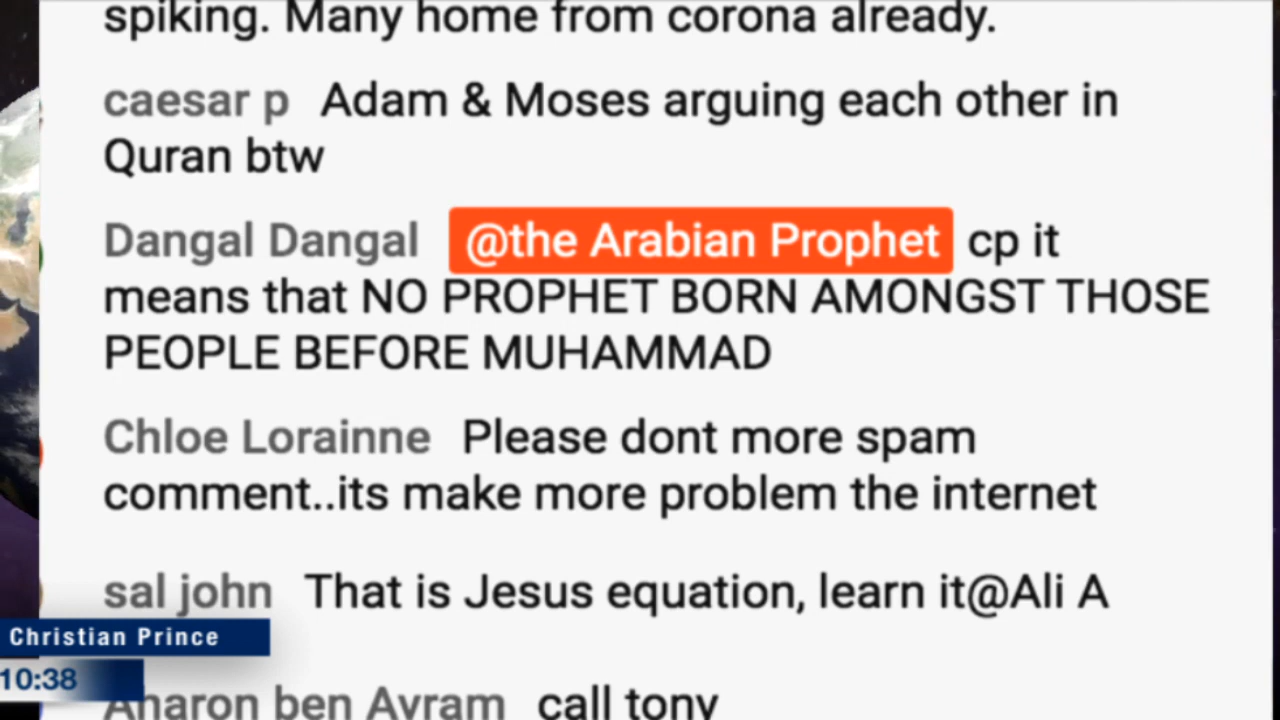 spiking. Many home from corona already.
caesar p Adam & Moses arguing each other in
Quran btw
Dangal Dangal @the Arabian Prophet cp it
means that NO PROPHET BORN AMONGST THOSE
PEOPLE BEFORE MUHAMMAD
Chloe Lorainne Please dont more spam
comment..its make more problem the internet
sal john That is Jesus equation, learn it@Ali A
Christian Prince
10:38
Aharon ben Avram call tony